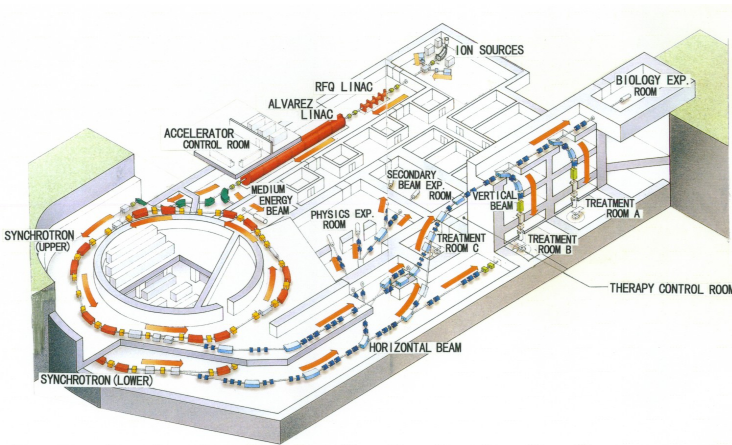 ION SOURCES
RFQ LINAC
ALVAREZ
LINAC
ACCELERATOR
CONTROL ROOM
BIOLOGY EXP.
ROOM
MEDIUM
ENERGY
BEAM
SECONDARY
BEAM EXP.
ROOM
VERTICAL
BEAM
PHYSICS EXP.
ROOM
TREATMENT
ROOM A
SYNCHROTRON
(UPPER)
TREATMENT
ROOM C
TREATMENT
ROOM B
THERAPY CONTROL ROOM
HORIZONTAL BEAM
SYNCHROTRON(LOWER)